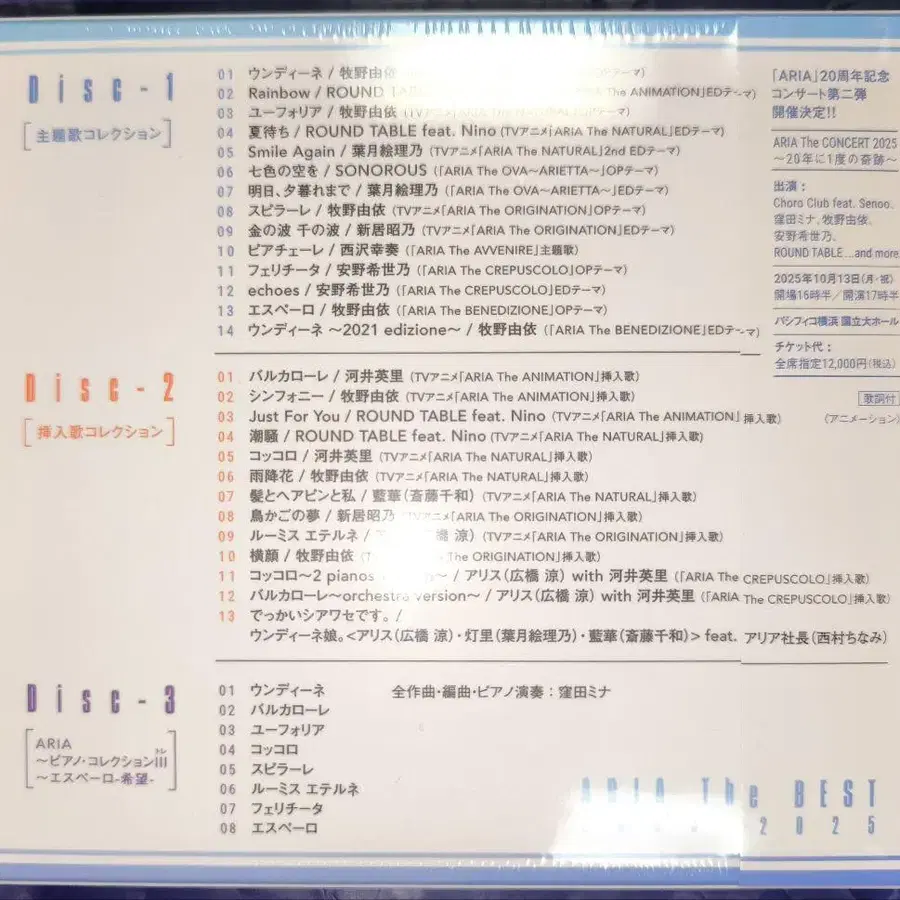 Disc-1
[主題歌コレクション]
01 ウンディーネ / 牧野由依 OPテーマ)
02 Rainbow / ROUND ARIA The ANIMATION」EDテーマ)
03 ユーフォリア / 牧野由依 OPテーマ)
04 夏待ち / ROUND TABLE feat. Nino (TVアニメ「ARIA The NATURAL」EDテーマ)
05 Smile Again / 葉月絵理乃 (TVアニメ「ARIA The NATURAL」2nd EDテーマ)
06 七色の空を / SONOROUS (「ARIA The OVA~ARIETTA~」OPテーマ)
07 明日、夕暮れまで / 葉月絵理乃 (「ARIA The OVA~ARIETTA~」EDテーマ)
08 スピラーレ / 牧野由依 (TVアニメ「ARIA The ORIGINATION」OPテーマ)
09 金の波 千の波 / 新居昭乃 (TVアニメ「ARIA The ORIGINATION」EDテーマ)
10 ピアチェーレ / 西沢幸奏 (「ARIA The AVVENIRE」主題歌)
11 フェリチータ / 安野希世乃 (「ARIA The CREPUSCOLO」OPテーマ)
12 echoes / 安野希世乃 (「ARIA The CREPUSCOLO」EDテーマ)
13 エスペーロ / 牧野由依 (「ARIA The BENEDIZIONE」OPテーマ)
14 ウンディーネ ~2021 edizione~ / 牧野由依 (「ARIA The BENEDIZIONE」EDテーマ)
Disc-2
[挿入歌コレクション]
01 バルカローレ / 河井英里 (TVアニメ「ARIA The ANIMATION」挿入歌)
02 シンフォニー / 牧野由依 (TVアニメ「ARIA The ANIMATION」挿入歌)
03 Just For You / ROUND TABLE feat. Nino (TVアニメ「ARIA The ANIMATION」挿入歌)
04 潮騒 / ROUND TABLE feat. Nino (TVアニメ「ARIA The NATURAL」挿入歌)
05 コッコロ / 河井英里 (TVアニメ「ARIA The NATURAL」挿入歌)
06 雨降花 / 牧野由依 (TVアニメ「ARIA The NATURAL」挿入歌)
07 髪とヘアピンと私 / 藍華(斎藤千和) (TVアニメ「ARIA The NATURAL」挿入歌)
08 鳥かごの夢 / 新居昭乃 (TVアニメ「ARIA The ORIGINATION」挿入歌)
09 ルーミス エテルネ / 橋 涼) (TVアニメ「ARIA The ORIGINATION」挿入歌)
10 横顔 / 牧野由依 The ORIGINATION」挿入歌)
11 コッコロ~2 pianos / アリス(広橋 涼) with 河井英里 (「ARIA The CREPUSCOLO」挿入歌)
12 バルカローレ~orchestra version~ / アリス(広橋 涼) with 河井英里 (「ARIA The CREPUSCOLO」挿入歌)
13 でっかいシアワセです。 /
ウンディーネ娘。<アリス(広橋 涼)・灯里(葉月絵理乃)・藍華(斎藤千和)> feat. アリア社長(西村ちなみ)
Disc-3
[ARIA
~ピアノ・コレクションIII トレ
~エスペーロ-希望-]
01 ウンディーネ 全作曲・編曲・ピアノ演奏:窪田ミナ
02 バルカローレ
03 ユーフォリア
04 コッコロ
05 スピラーレ
06 ルーミス エテルネ
07 フェリチータ
08 エスペーロ
「ARIA」20周年記念
コンサート第二弾
開催決定!!
ARIA The CONCERT 2025
~20年に1度の奇跡~
出演:
Choro Club feat. Senoo、
窪田ミナ、牧野由依、
安野希世乃、
ROUND TABLE ...and more
2025年10月13日(月・祝)
開場16時半 / 開演17時半
パシフィコ横浜 国立大ホール
チケット代:
全席指定12,000円(税込)
歌詞付
(アニメーション)
ARIA The BEST
2025